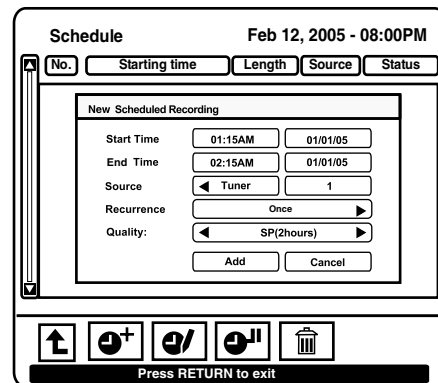 Schedule Feb 12, 2005 - 08:00PM
No. Starting time Length Source Status
New Scheduled Recording
Start Time 01:15AM 01/01/05
End Time 02:15AM 01/01/05
Source Tuner 1
Recurrence Once
Quality: SP(2hours)
Add Cancel
Press RETURN to exit